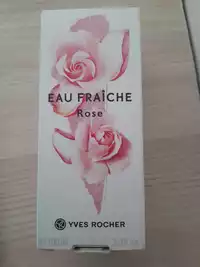 EAU FRAÎCHE
Rose
YVES ROCHER